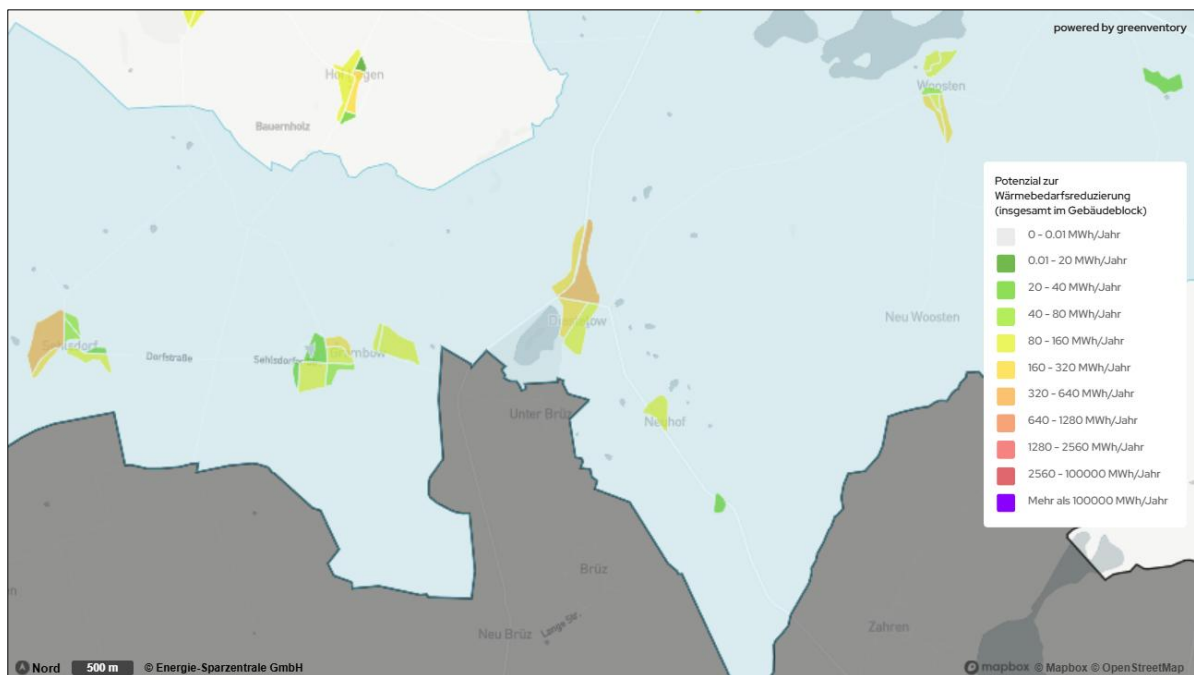 powered by greenventory
Woosten
Bauernholz
Potenzial zur
Wärmebedarfsreduzierung
(insgesamt im Gebäudeblock)
0 - 0.01 MWh/Jahr
0.01 - 20 MWh/Jahr
20 - 40 MWh/Jahr
40 - 80 MWh/Jahr
80 - 160 MWh/Jahr
160 - 320 MWh/Jahr
320 - 640 MWh/Jahr
640 - 1280 MWh/Jahr
1280 - 2560 MWh/Jahr
2560 - 100000 MWh/Jahr
Mehr als 100000 MWh/Jahr
Neu Woosten
Sehlsdorf
Dorfstraße
Sehlsdorfer
Unter Brüz
Neuhof
Brüz
Neu Brüz
Lange Str.
Zahren
Nord
500 m
© Energie-Sparzentrale GmbH
mapbox © Mapbox © OpenStreetMap